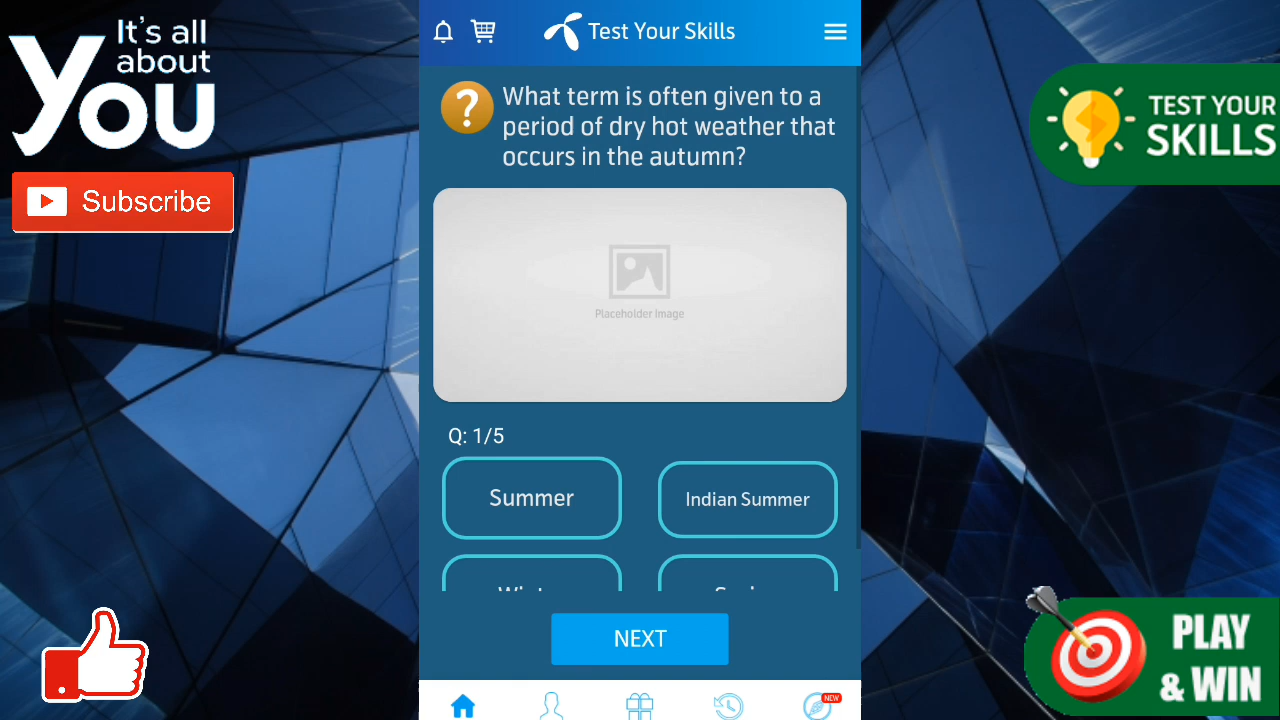 It's all
about
you
Subscribe
Test Your Skills
What term is often given to a
period of dry hot weather that
occurs in the autumn?
Placeholder Image
Q: 1/5
Summer
Indian Summer
NEXT
NEW
TEST YOUR
SKILLS
PLAY
& WIN